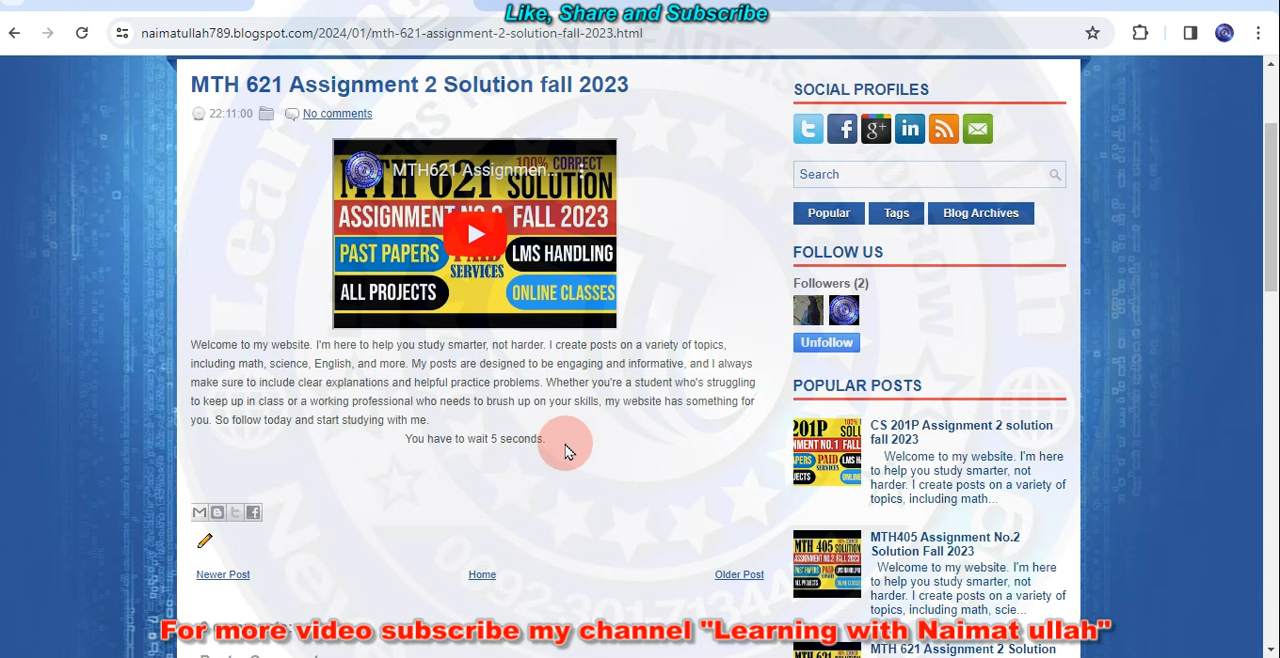 Like, Share and Subscribe
naimatullah789.blogspot.com/2024/01/mth-621-assignment-2-solution-fall-2023.html
MTH 621 Assignment 2 Solution fall 2023
22:11:00 No comments
MTH621 Assignmen...
MTH 621 100% CORRECT SOLUTION
ASSIGNMENT FALL 2023
PAST PAPERS PAID SERVICES LMS HANDLING
ALL PROJECTS ONLINE CLASSES
Welcome to my website. I'm here to help you study smarter, not harder. I create posts on a variety of topics,
including math, science, English, and more. My posts are designed to be engaging and informative, and I always
make sure to include clear explanations and helpful practice problems. Whether you're a student who's struggling
to keep up in class or a working professional who needs to brush up on your skills, my website has something for
you. So follow today and start studying with me.
You have to wait 5 seconds.
Newer Post Home Older Post
SOCIAL PROFILES
Search
Popular Tags Blog Archives
FOLLOW US
Followers (2)
Unfollow
POPULAR POSTS
CS 201P Assignment 2 solution
fall 2023
Welcome to my website. I'm here
to help you study smarter, not
harder. I create posts on a variety of
topics, including math...
MTH405 Assignment No.2
Solution Fall 2023
Welcome to my website. I'm here to
help you study smarter, not
harder. I create posts on a variety of
topics, including math, scie...
MTH 621 Assignment 2 Solution
For more video subscribe my channel "Learning with Naimat ullah"